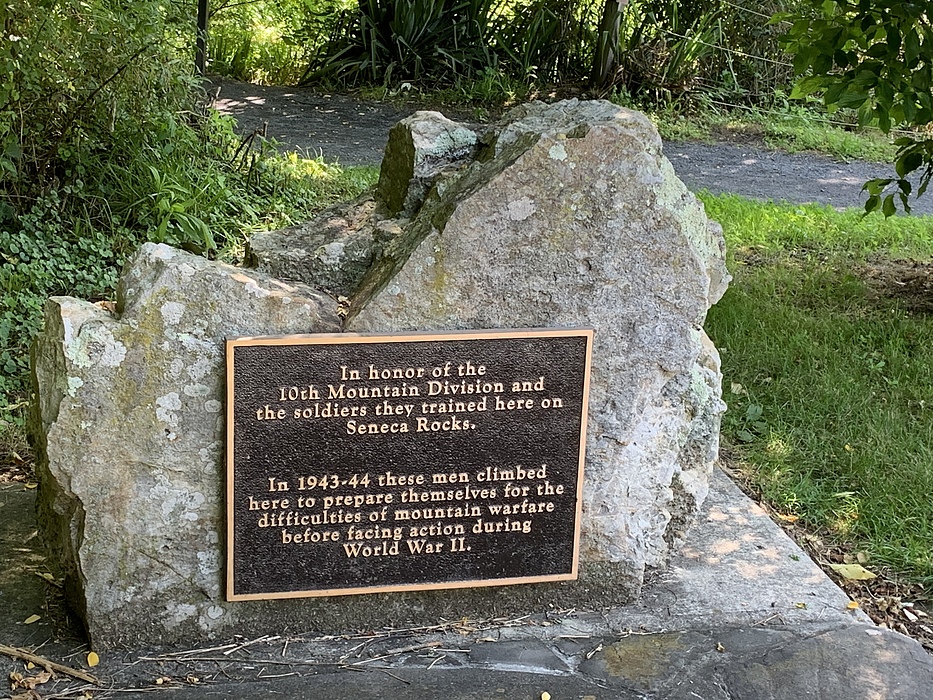 In honor of the
10th Mountain Division and
the soldiers they trained here on
Seneca Rocks.
In 1943-44 these men climbed
here to prepare themselves for the
difficulties of mountain warfare
before facing action during
World War II.